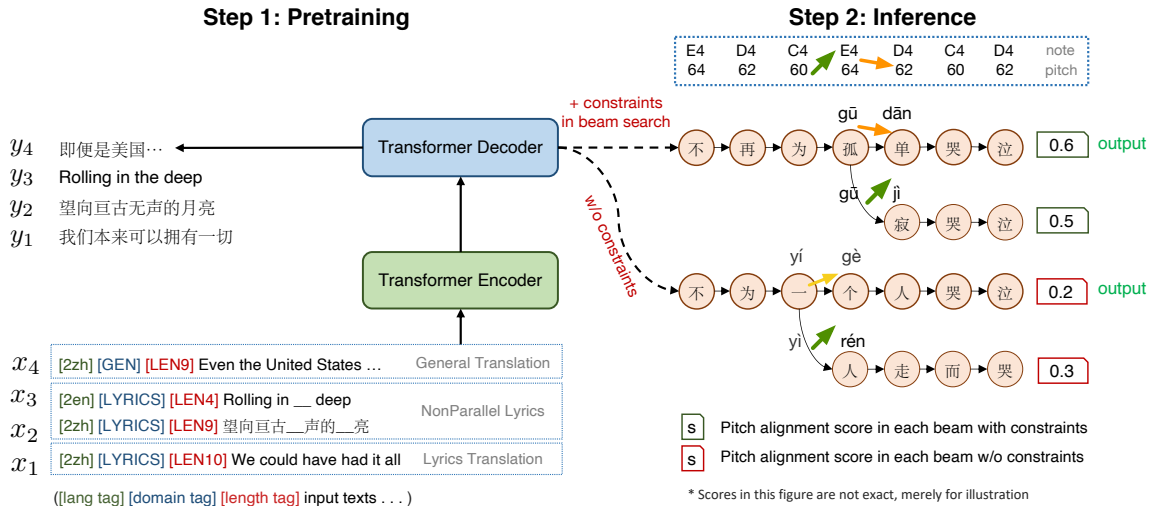 Step 1: Pretraining
Step 2: Inference
E4 D4 C4 E4 D4 C4 D4 note
64 62 60 64 62 60 62 pitch
+ constraints
in beam search
w/o constraints
Transformer Decoder
Transformer Encoder
y4 即便是美国…
y3 Rolling in the deep
y2 望向亘古无声的月亮
y1 我们本来可以拥有一切
gū dān
不 再 为 孤 单 哭 泣 0.6 output
gū jì
寂 哭 泣 0.5
yí gè
不 为 一 个 人 哭 泣 0.2 output
yì rén
人 走 而 哭 0.3
x4 [2zh] [GEN] [LEN9] Even the United States … General Translation
x3 [2en] [LYRICS] [LEN4] Rolling in __ deep
NonParallel Lyrics
x2 [2zh] [LYRICS] [LEN9] 望向亘古__声的__亮
x1 [2zh] [LYRICS] [LEN10] We could have had it all Lyrics Translation
([lang tag] [domain tag] [length tag] input texts . . . )
s Pitch alignment score in each beam with constraints
s Pitch alignment score in each beam w/o constraints
* Scores in this figure are not exact, merely for illustration